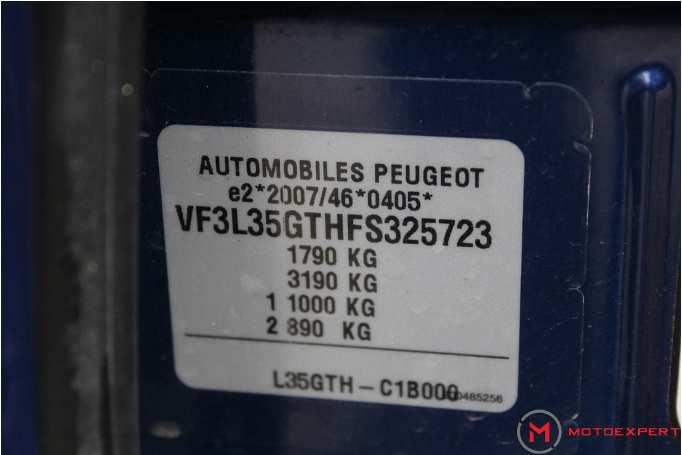 AUTOMOBILES PEUGEOT
e2*2007/46*0405*
VF3L35GTHFS325723
1790 KG
3190 KG
1 1000 KG
2 890 KG
L35GTH-C1B000
MOTOEXPERT